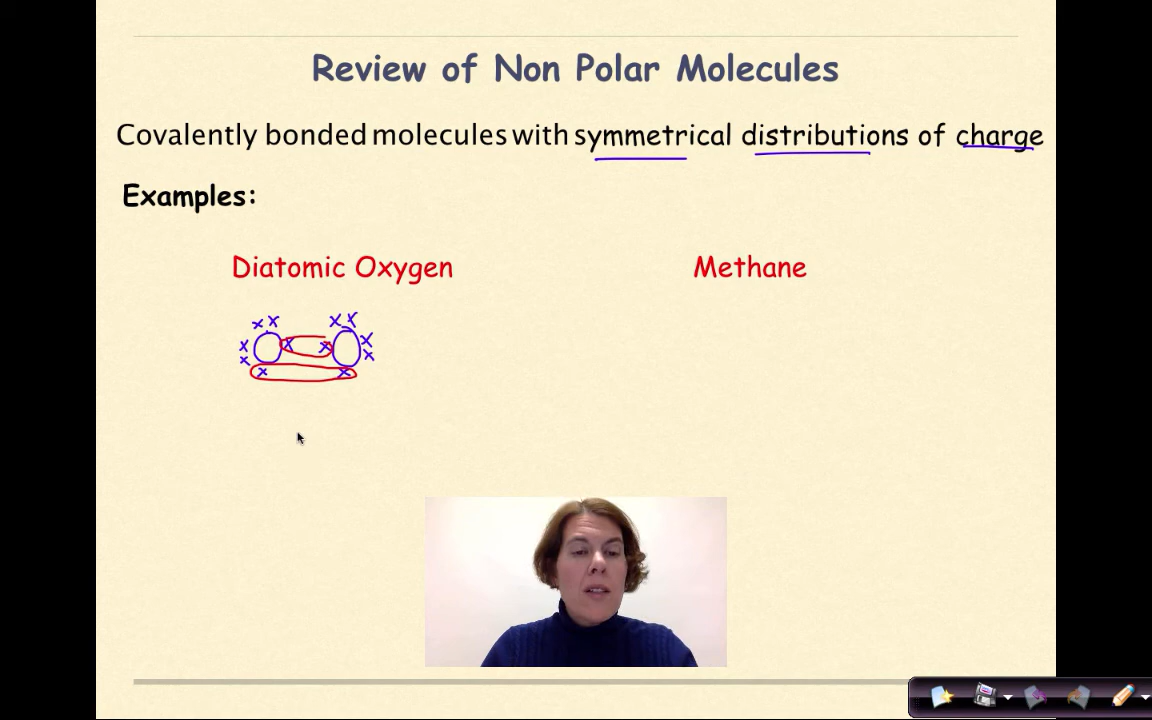 Review of Non Polar Molecules
Covalently bonded molecules with symmetrical distributions of charge
Examples:
Diatomic Oxygen Methane
x x x x
x O x x O x
x x x x